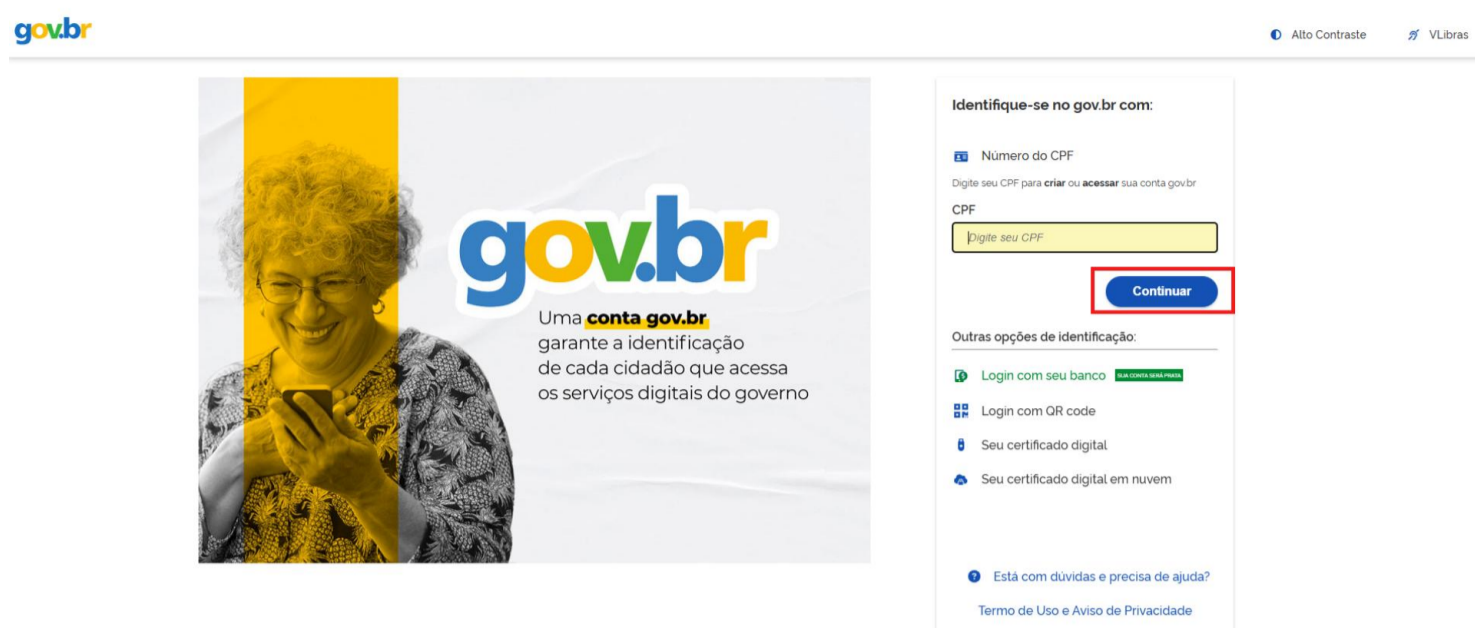 gov.br
Alto Contraste
VLibras
gov.br
Uma conta gov.br
garante a identificação
de cada cidadão que acessa
os serviços digitais do governo
Identifique-se no gov.br com:
Número do CPF
Digite seu CPF para criar ou acessar sua conta gov.br
CPF
Digite seu CPF
Continuar
Outras opções de identificação:
Login com seu banco SUA CONTA SERÁ PRATA
Login com QR code
Seu certificado digital
Seu certificado digital em nuvem
Está com dúvidas e precisa de ajuda?
Termo de Uso e Aviso de Privacidade